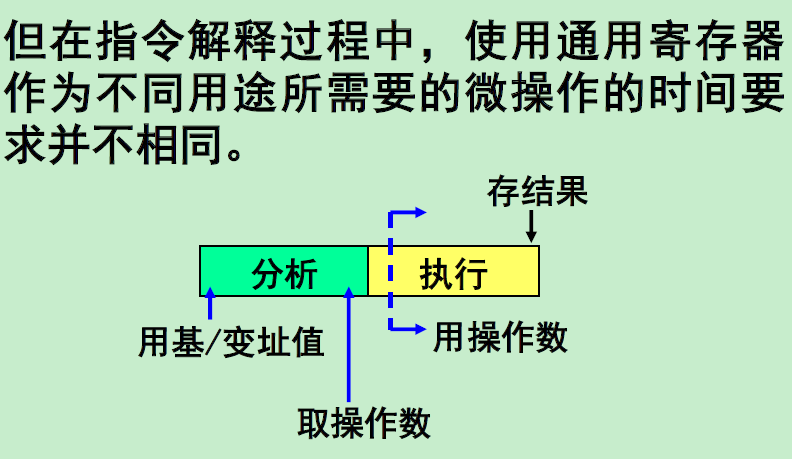 但在指令解释过程中，使用通用寄存器
作为不同用途所需要的微操作的时间要
求并不相同。
存结果
分析
执行
用基/变址值
用操作数
取操作数